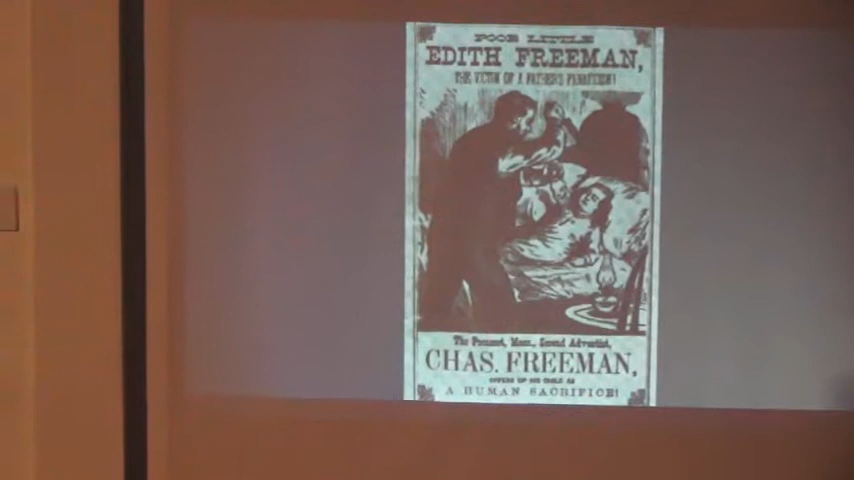 POOR LITTLE
EDITH FREEMAN,
THE VICTIM OF A FATHER'S FANATICISM!
The Pocasset, Mass., Second Adventist,
CHAS. FREEMAN,
OFFERS UP HIS CHILD AS
A HUMAN SACRIFICE!